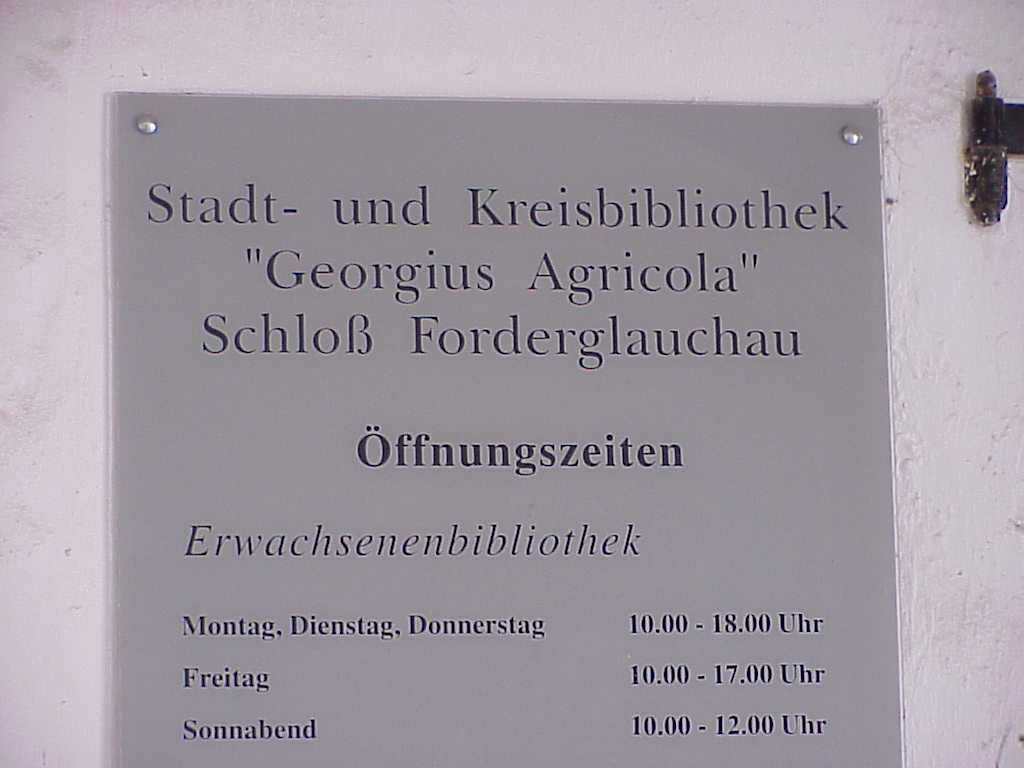 Stadt- und Kreisbibliothek
"Georgius Agricola"
Schloß Forderglauchau
Öffnungszeiten
Erwachsenenbibliothek
Montag, Dienstag, Donnerstag 10.00 - 18.00 Uhr
Freitag 10.00 - 17.00 Uhr
Sonnabend 10.00 - 12.00 Uhr